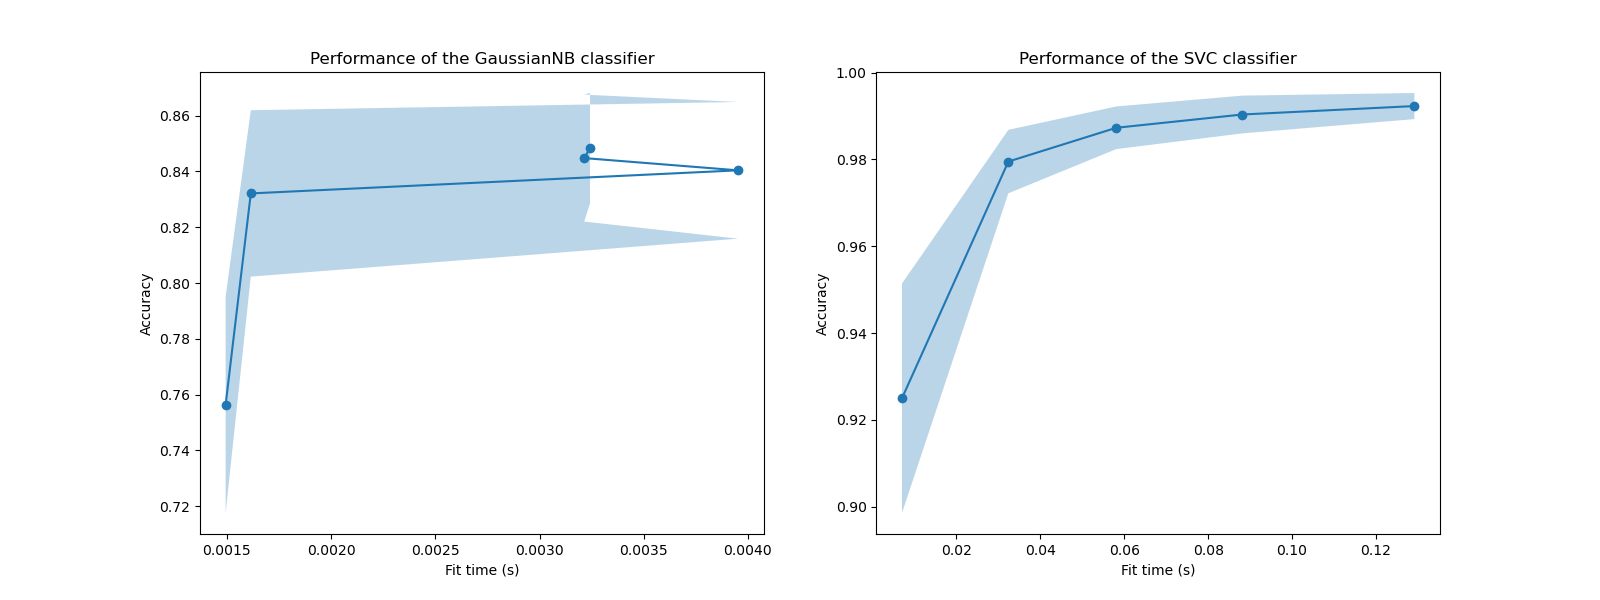 Performance of the GaussianNB classifier
0.86
0.84
0.82
0.80
0.78
0.76
0.74
0.72
Accuracy
0.0015 0.0020 0.0025 0.0030 0.0035 0.0040
Fit time (s)
Performance of the SVC classifier
1.00
0.98
0.96
0.94
0.92
0.90
Accuracy
0.02 0.04 0.06 0.08 0.10 0.12
Fit time (s)